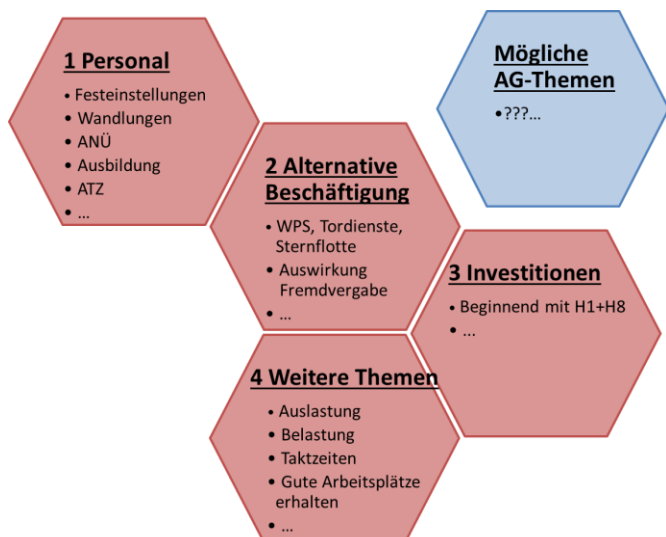 1 Personal
• Festeinstellungen
• Wandlungen
• ANÜ
• Ausbildung
• ATZ
• ...
Mögliche
AG-Themen
•???...
2 Alternative
Beschäftigung
• WPS, Tordienste,
Sternflotte
• Auswirkung
Fremdvergabe
• ...
3 Investitionen
• Beginnend mit H1+H8
• ...
4 Weitere Themen
• Auslastung
• Belastung
• Taktzeiten
• Gute Arbeitsplätze
erhalten
• ...